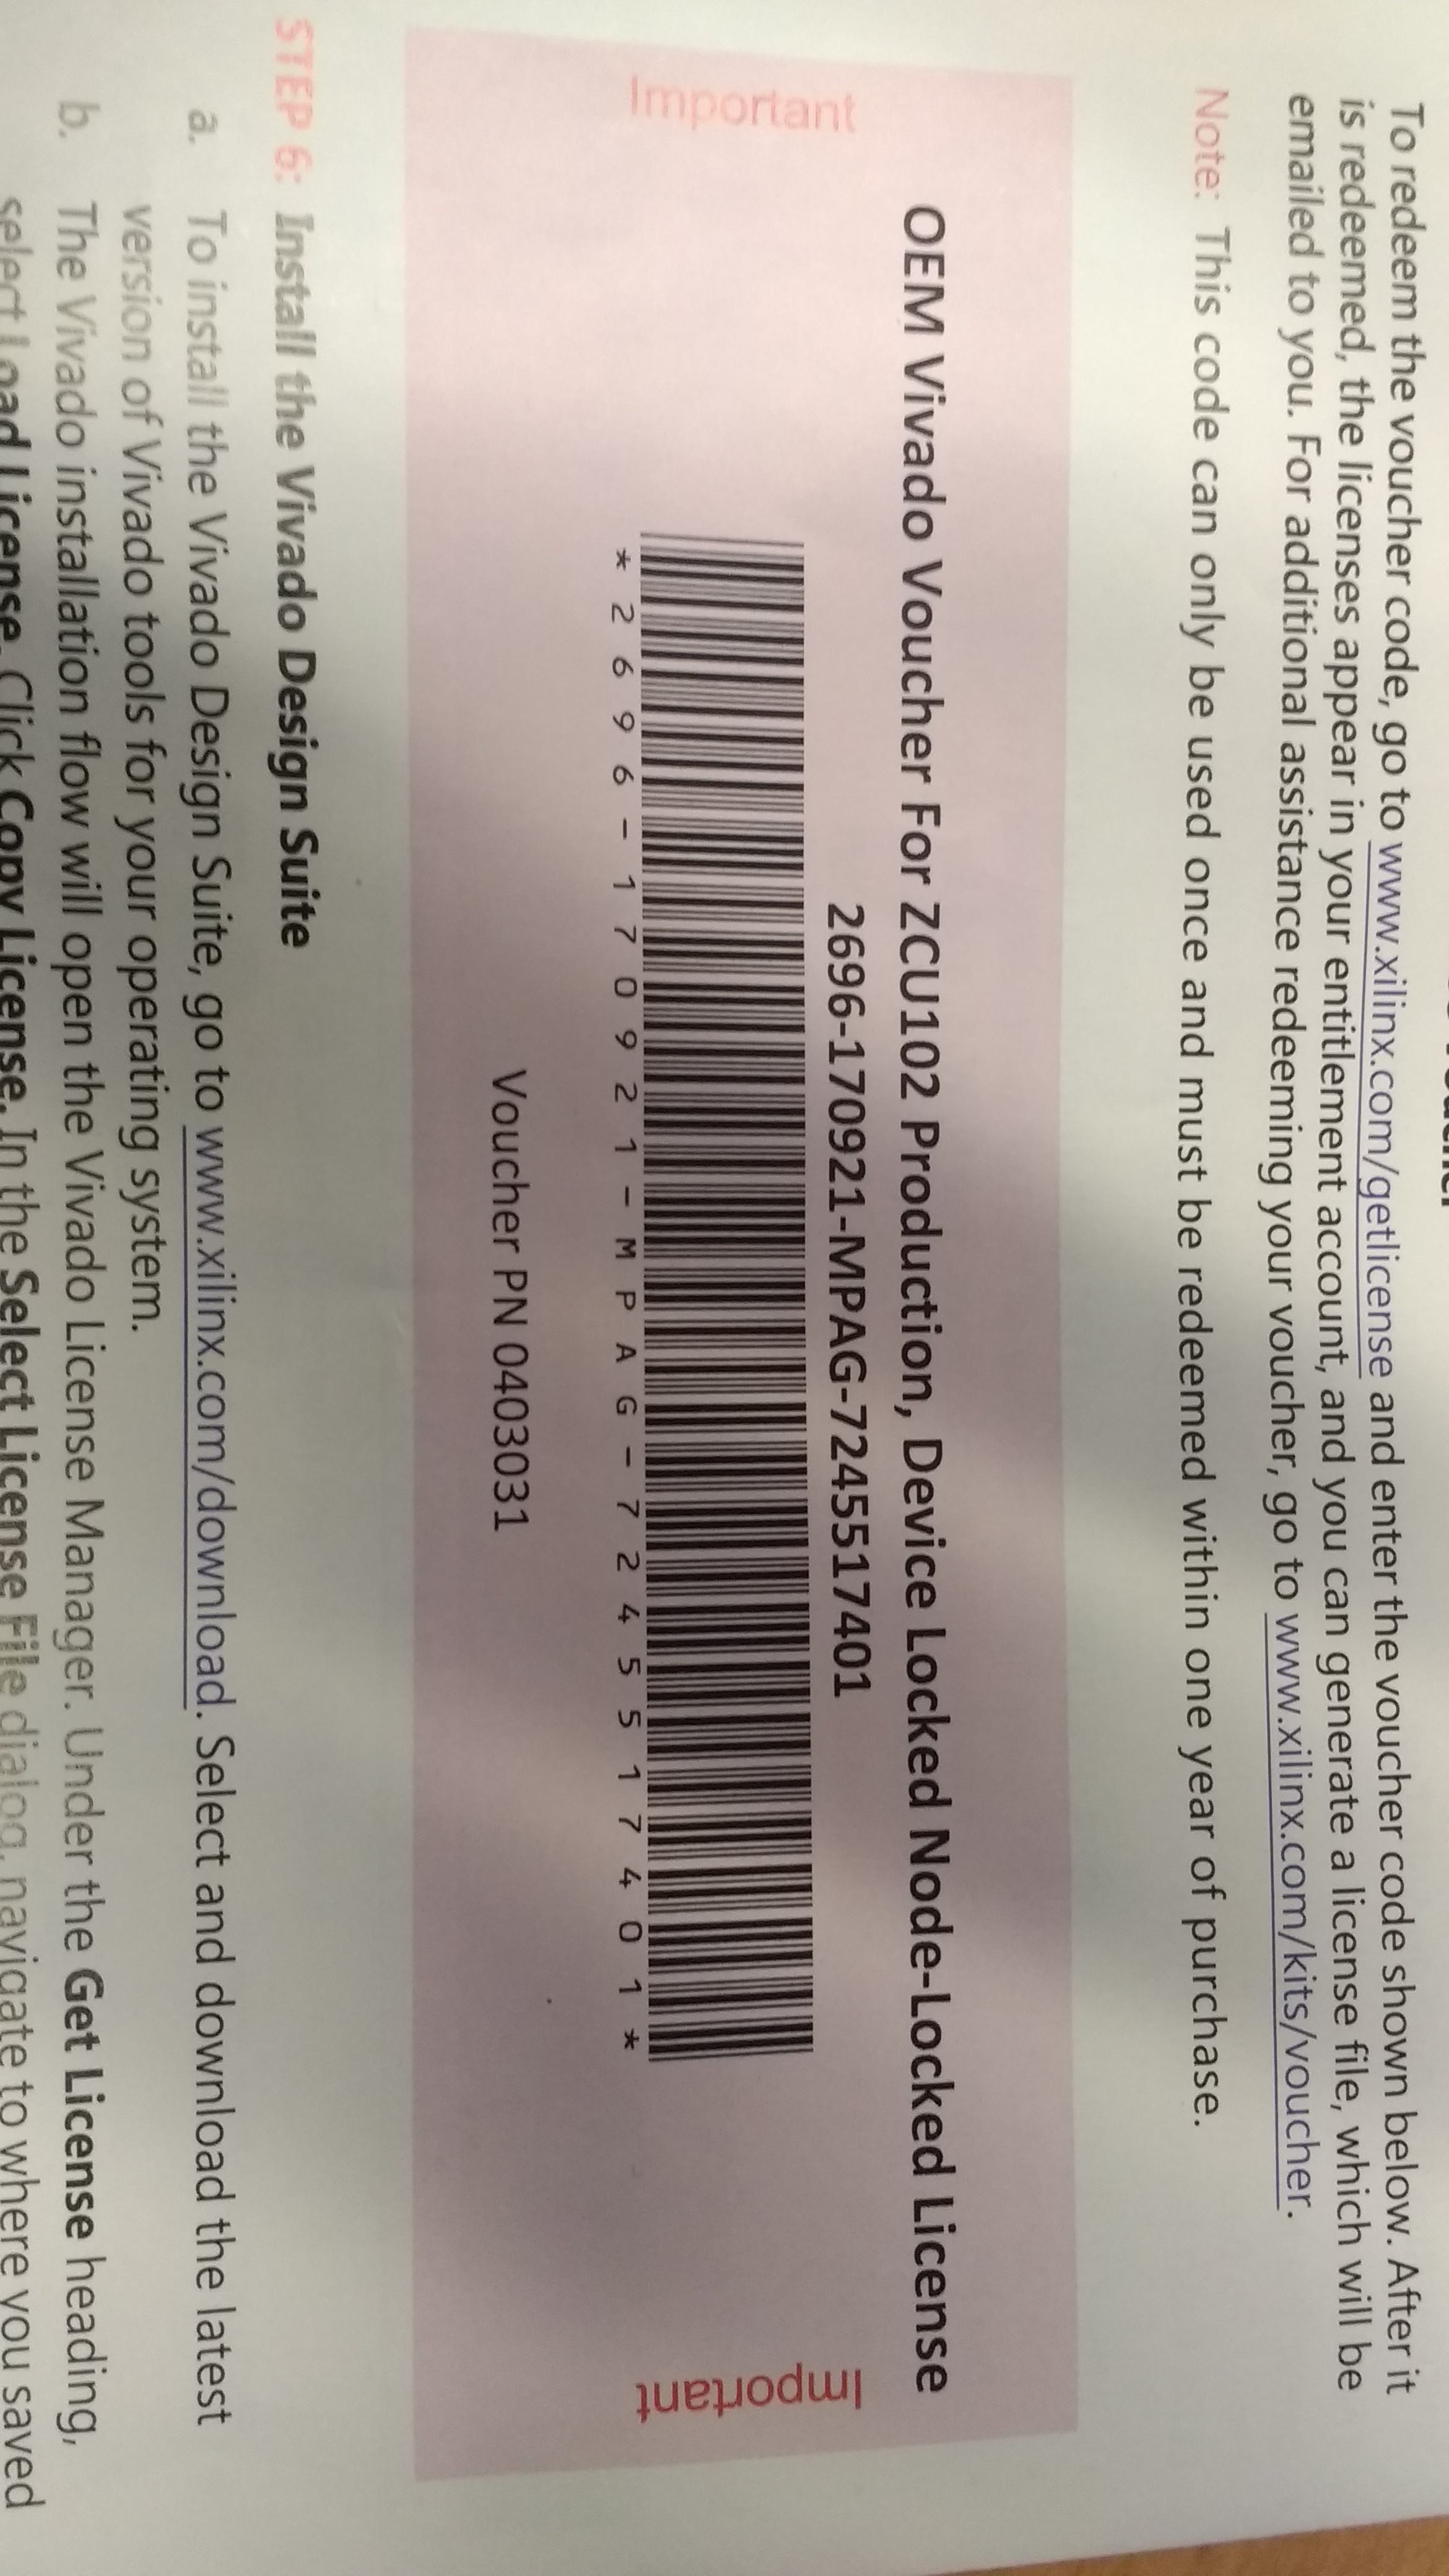 To redeem the voucher code, go to www.xilinx.com/getlicense and enter the voucher code shown below. After it
is redeemed, the licenses appear in your entitlement account, and you can generate a license file, which will be
emailed to you. For additional assistance redeeming your voucher, go to www.xilinx.com/kits/voucher.
Note: This code can only be used once and must be redeemed within one year of purchase.
OEM Vivado Voucher For ZCU102 Production, Device Locked Node-Locked License
2696-170921-MPAG-7245517401
Important
Important
*2696-170921-MPAG-7245517401*
Voucher PN 0403031
STEP 6: Install the Vivado Design Suite
a. To install the Vivado Design Suite, go to www.xilinx.com/download. Select and download the latest
version of Vivado tools for your operating system.
b. The Vivado installation flow will open the Vivado License Manager. Under the Get License heading,
select Load License. Click Copy License. In the Select License File dialog, navigate to where you saved